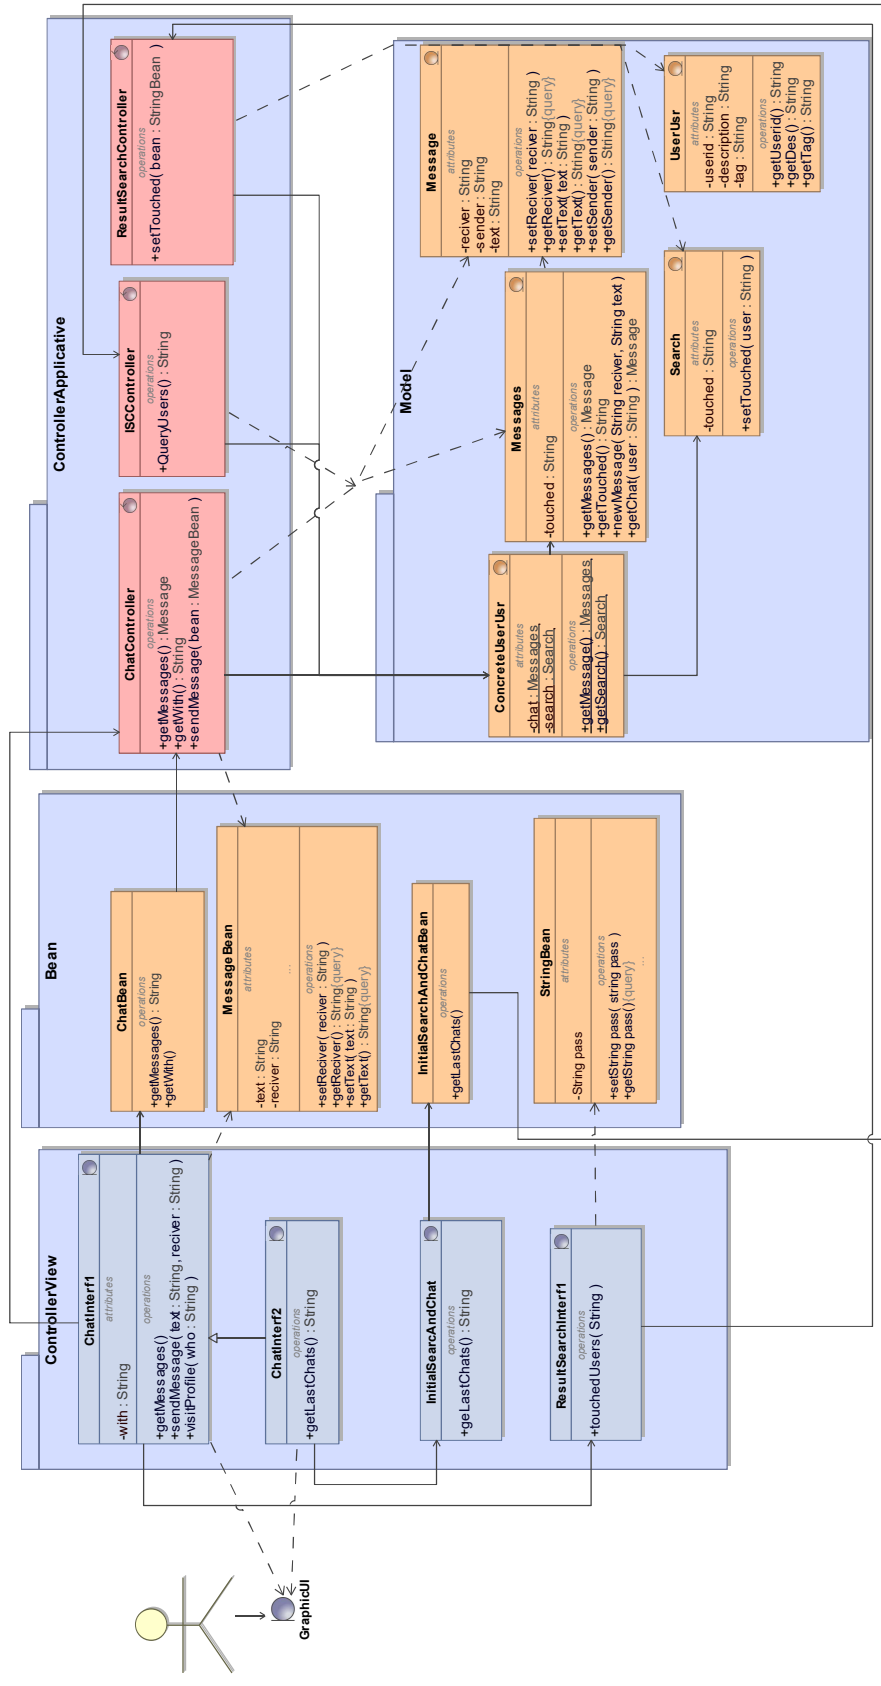 GraphicUI
ControllerView
ChatInterf1
attributes
-with : String
operations
+getMessages()
+sendMessage( text : String, reciver : String )
+visitProfile( who : String )
ChatInterf2
operations
+getLastChats() : String
InitialSearcAndChat
operations
+geLastChats() : String
ResultSearchInterf1
operations
+touchedUsers( String )
Bean
ChatBean
operations
+getMessages() : String
+getWith()
MessageBean
attributes
-text : String
-reciver : String
...
operations
+setReciver( reciver : String )
+getReciver() : String{query}
+setText( text : String )
+getText() : String{query}
InitialSearchAndChatBean
operations
+getLastChats()
StringBean
attributes
-String pass
operations
+setString pass( string pass )
+getString pass(){query}
...
ControllerApplicative
ChatController
operations
+getMessages() : Message
+getWith() : String
+sendMessage( bean : MessageBean )
ISCController
operations
+QueryUsers() : String
ResultSearchController
operations
+setTouched( bean : StringBean )
Model
ConcreteUserUsr
attributes
-chat : Messages
-search : Search
operations
+getMessage() : Messages
+getSearch() : Search
Messages
attributes
-touched : String
operations
+getMessages() : Message
+getTouched() : String
+newMessage( String reciver, String text )
+getChat( user : String ) : Message
Message
attributes
-reciver : String
-sender : String
-text : String
operations
+setReciver( reciver : String )
+getReciver() : String{query}
+setText( text : String )
+getText() : String{query}
+setSender( sender : String )
+getSender() : String{query}
Search
attributes
-touched : String
operations
+setTouched( user : String )
UserUsr
attributes
-userid : String
-description : String
-tag : String
operations
+getUserid() : String
+getDes() : String
+getTag() : String